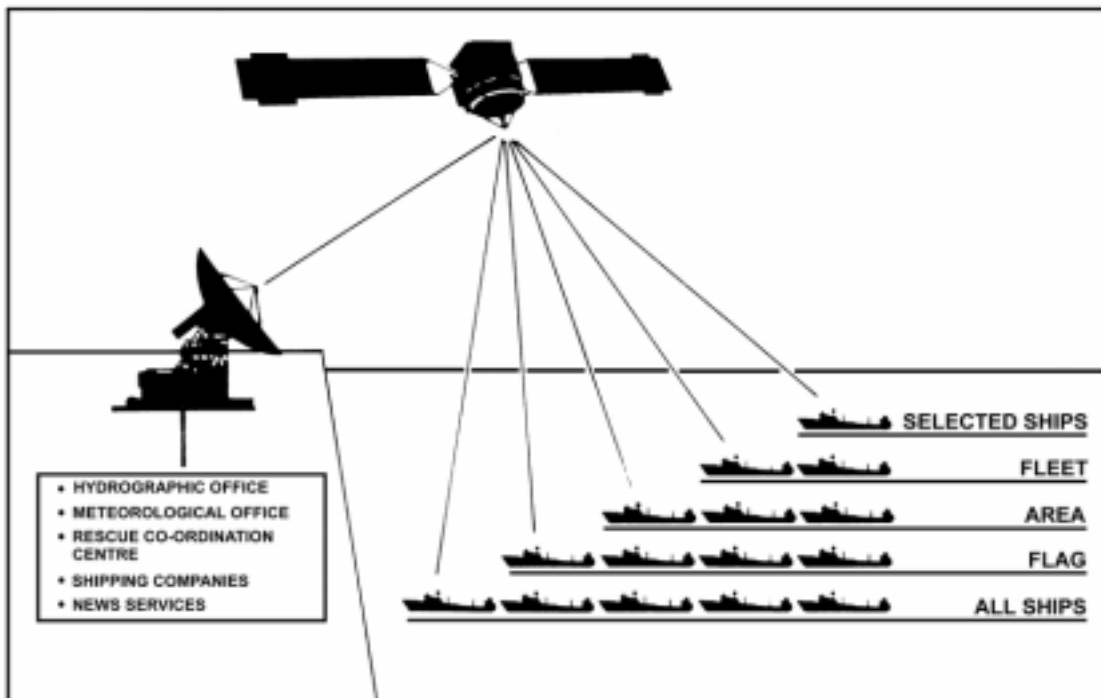 SELECTED SHIPS
FLEET
AREA
FLAG
ALL SHIPS
• HYDROGRAPHIC OFFICE
• METEOROLOGICAL OFFICE
• RESCUE CO-ORDINATION
CENTRE
• SHIPPING COMPANIES
• NEWS SERVICES